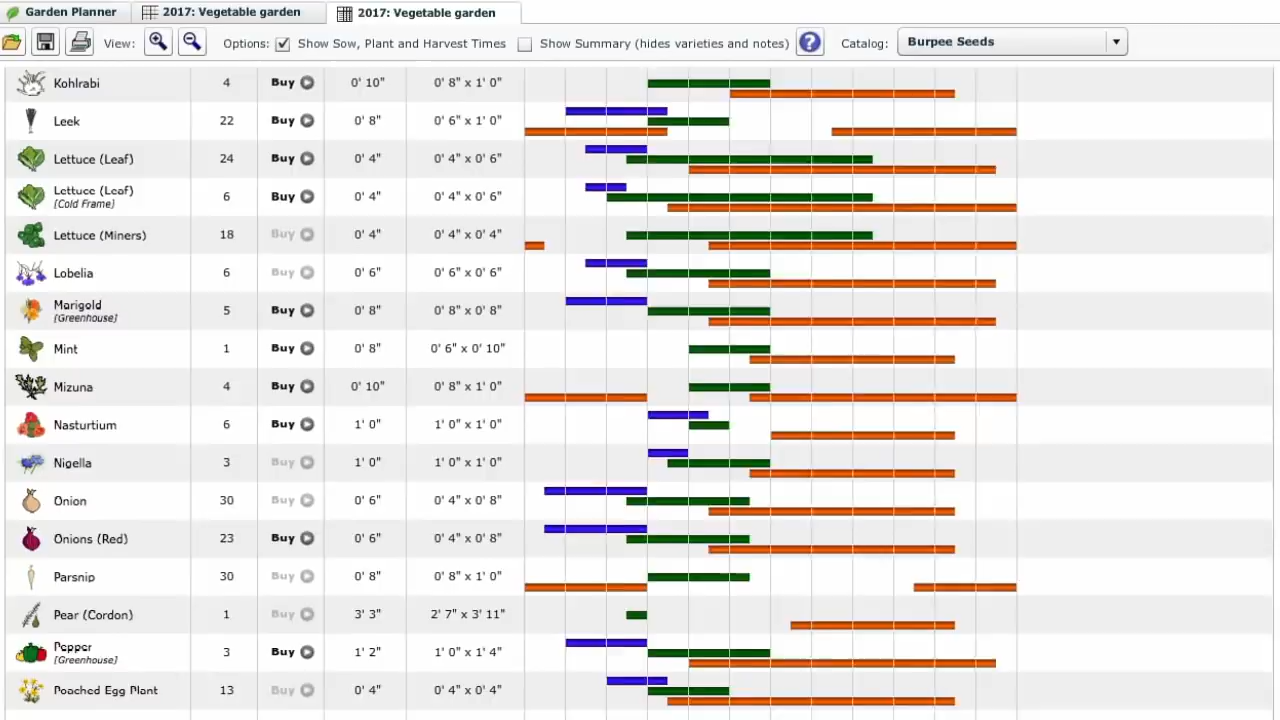 Garden Planner 2017: Vegetable garden 2017: Vegetable garden
View: Options: Show Sow, Plant and Harvest Times Show Summary (hides varieties and notes) ? Catalog: Burpee Seeds
Kohlrabi 4 Buy 0' 10" 0' 8" x 1' 0"
Leek 22 Buy 0' 8" 0' 6" x 1' 0"
Lettuce (Leaf) 24 Buy 0' 4" 0' 4" x 0' 6"
Lettuce (Leaf)
[Cold Frame] 6 Buy 0' 4" 0' 4" x 0' 6"
Lettuce (Miners) 18 Buy 0' 4" 0' 4" x 0' 4"
Lobelia 6 Buy 0' 6" 0' 6" x 0' 6"
Marigold
[Greenhouse] 5 Buy 0' 8" 0' 8" x 0' 8"
Mint 1 Buy 0' 8" 0' 6" x 0' 10"
Mizuna 4 Buy 0' 10" 0' 8" x 1' 0"
Nasturtium 6 Buy 1' 0" 1' 0" x 1' 0"
Nigella 3 Buy 1' 0" 1' 0" x 1' 0"
Onion 30 Buy 0' 6" 0' 4" x 0' 8"
Onions (Red) 23 Buy 0' 6" 0' 4" x 0' 8"
Parsnip 30 Buy 0' 8" 0' 8" x 1' 0"
Pear (Cordon) 1 Buy 3' 3" 2' 7" x 3' 11"
Pepper
[Greenhouse] 3 Buy 1' 2" 1' 0" x 1' 4"
Poached Egg Plant 13 Buy 0' 4" 0' 4" x 0' 4"